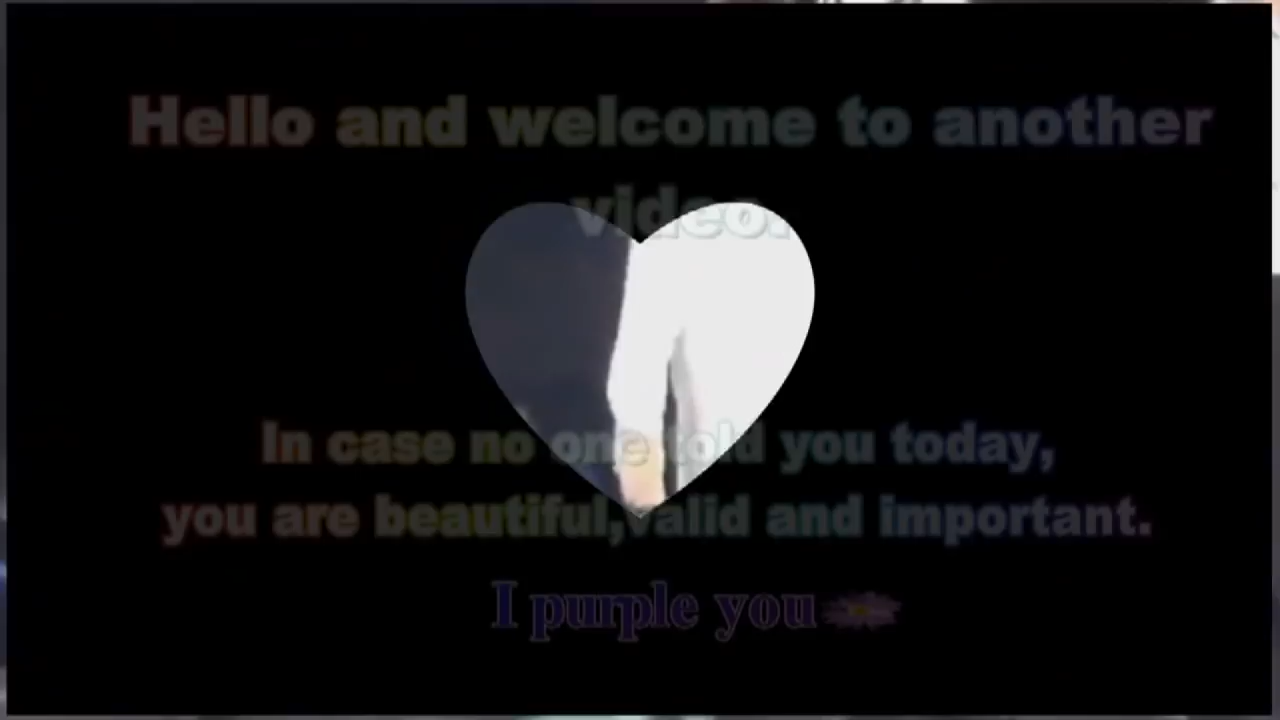 Hello and welcome to another
video.
In case no one told you today,
you are beautiful,valid and important.
I purple you